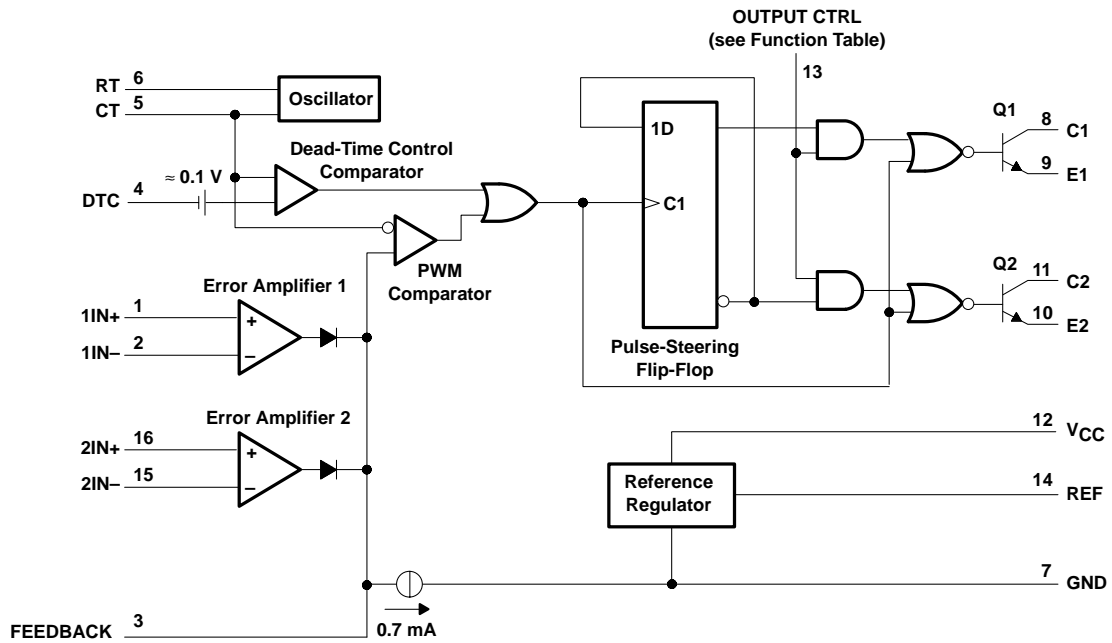 OUTPUT CTRL
(see Function Table)
13
RT 6
CT 5
Oscillator
Dead-Time Control
Comparator
≈ 0.1 V
DTC 4
1D
C1
PWM
Comparator
Pulse-Steering
Flip-Flop
Q1
8 C1
9 E1
Q2
11 C2
10 E2
Error Amplifier 1
1IN+ 1
+
1IN– 2
–
Error Amplifier 2
2IN+ 16
+
2IN– 15
–
12 VCC
Reference
Regulator
14 REF
7 GND
0.7 mA
FEEDBACK 3